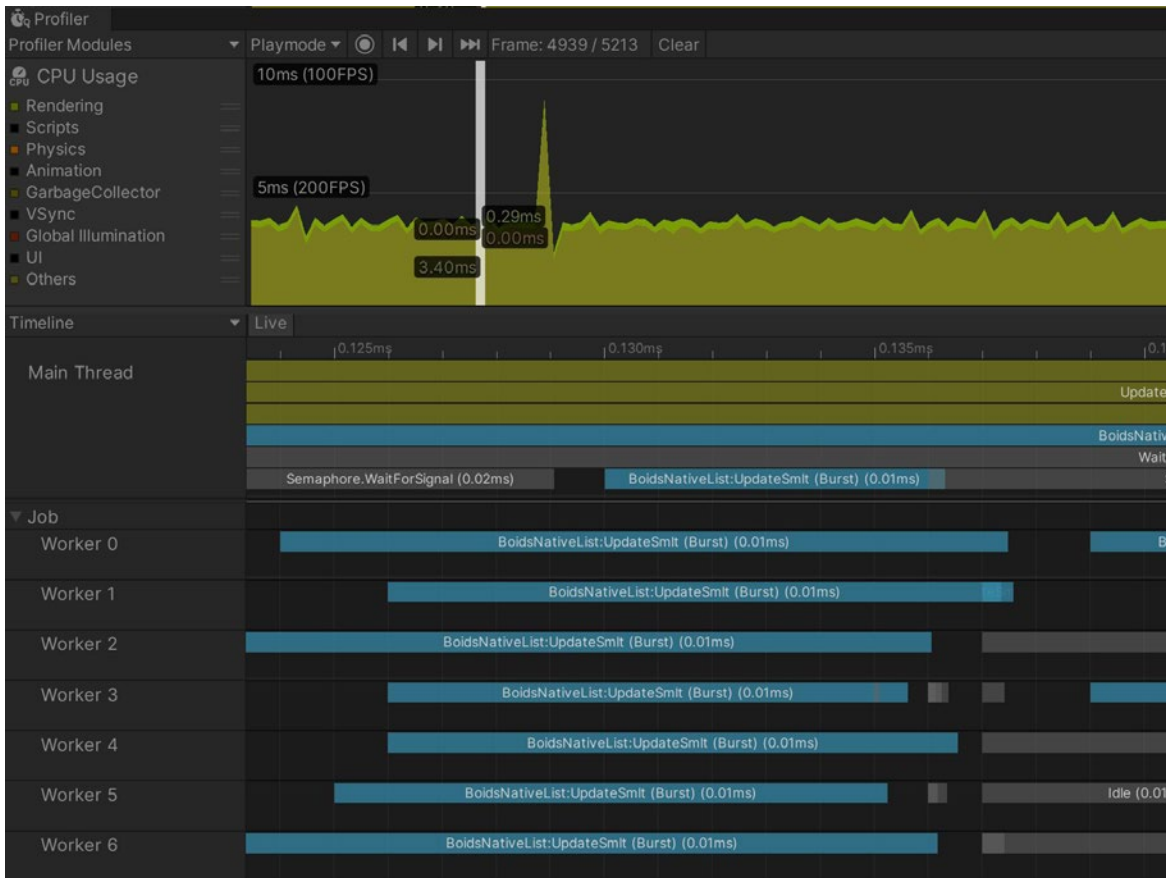 Profiler
Profiler Modules Playmode Frame: 4939 / 5213 Clear
CPU Usage
Rendering
Scripts
Physics
Animation
GarbageCollector
VSync
Global Illumination
UI
Others
10ms (100FPS)
5ms (200FPS)
0.29ms
0.00ms
0.00ms
3.40ms
Timeline Live
0.125ms 0.130ms 0.135ms 0.1
Main Thread
Update
BoidsNativ
Wait
Semaphore.WaitForSignal (0.02ms) BoidsNativeList:UpdateSmlt (Burst) (0.01ms)
Job
Worker 0 BoidsNativeList:UpdateSmlt (Burst) (0.01ms) B
Worker 1 BoidsNativeList:UpdateSmlt (Burst) (0.01ms)
Worker 2 BoidsNativeList:UpdateSmlt (Burst) (0.01ms)
Worker 3 BoidsNativeList:UpdateSmlt (Burst) (0.01ms)
Worker 4 BoidsNativeList:UpdateSmlt (Burst) (0.01ms)
Worker 5 BoidsNativeList:UpdateSmlt (Burst) (0.01ms) Idle (0.01
Worker 6 BoidsNativeList:UpdateSmlt (Burst) (0.01ms)